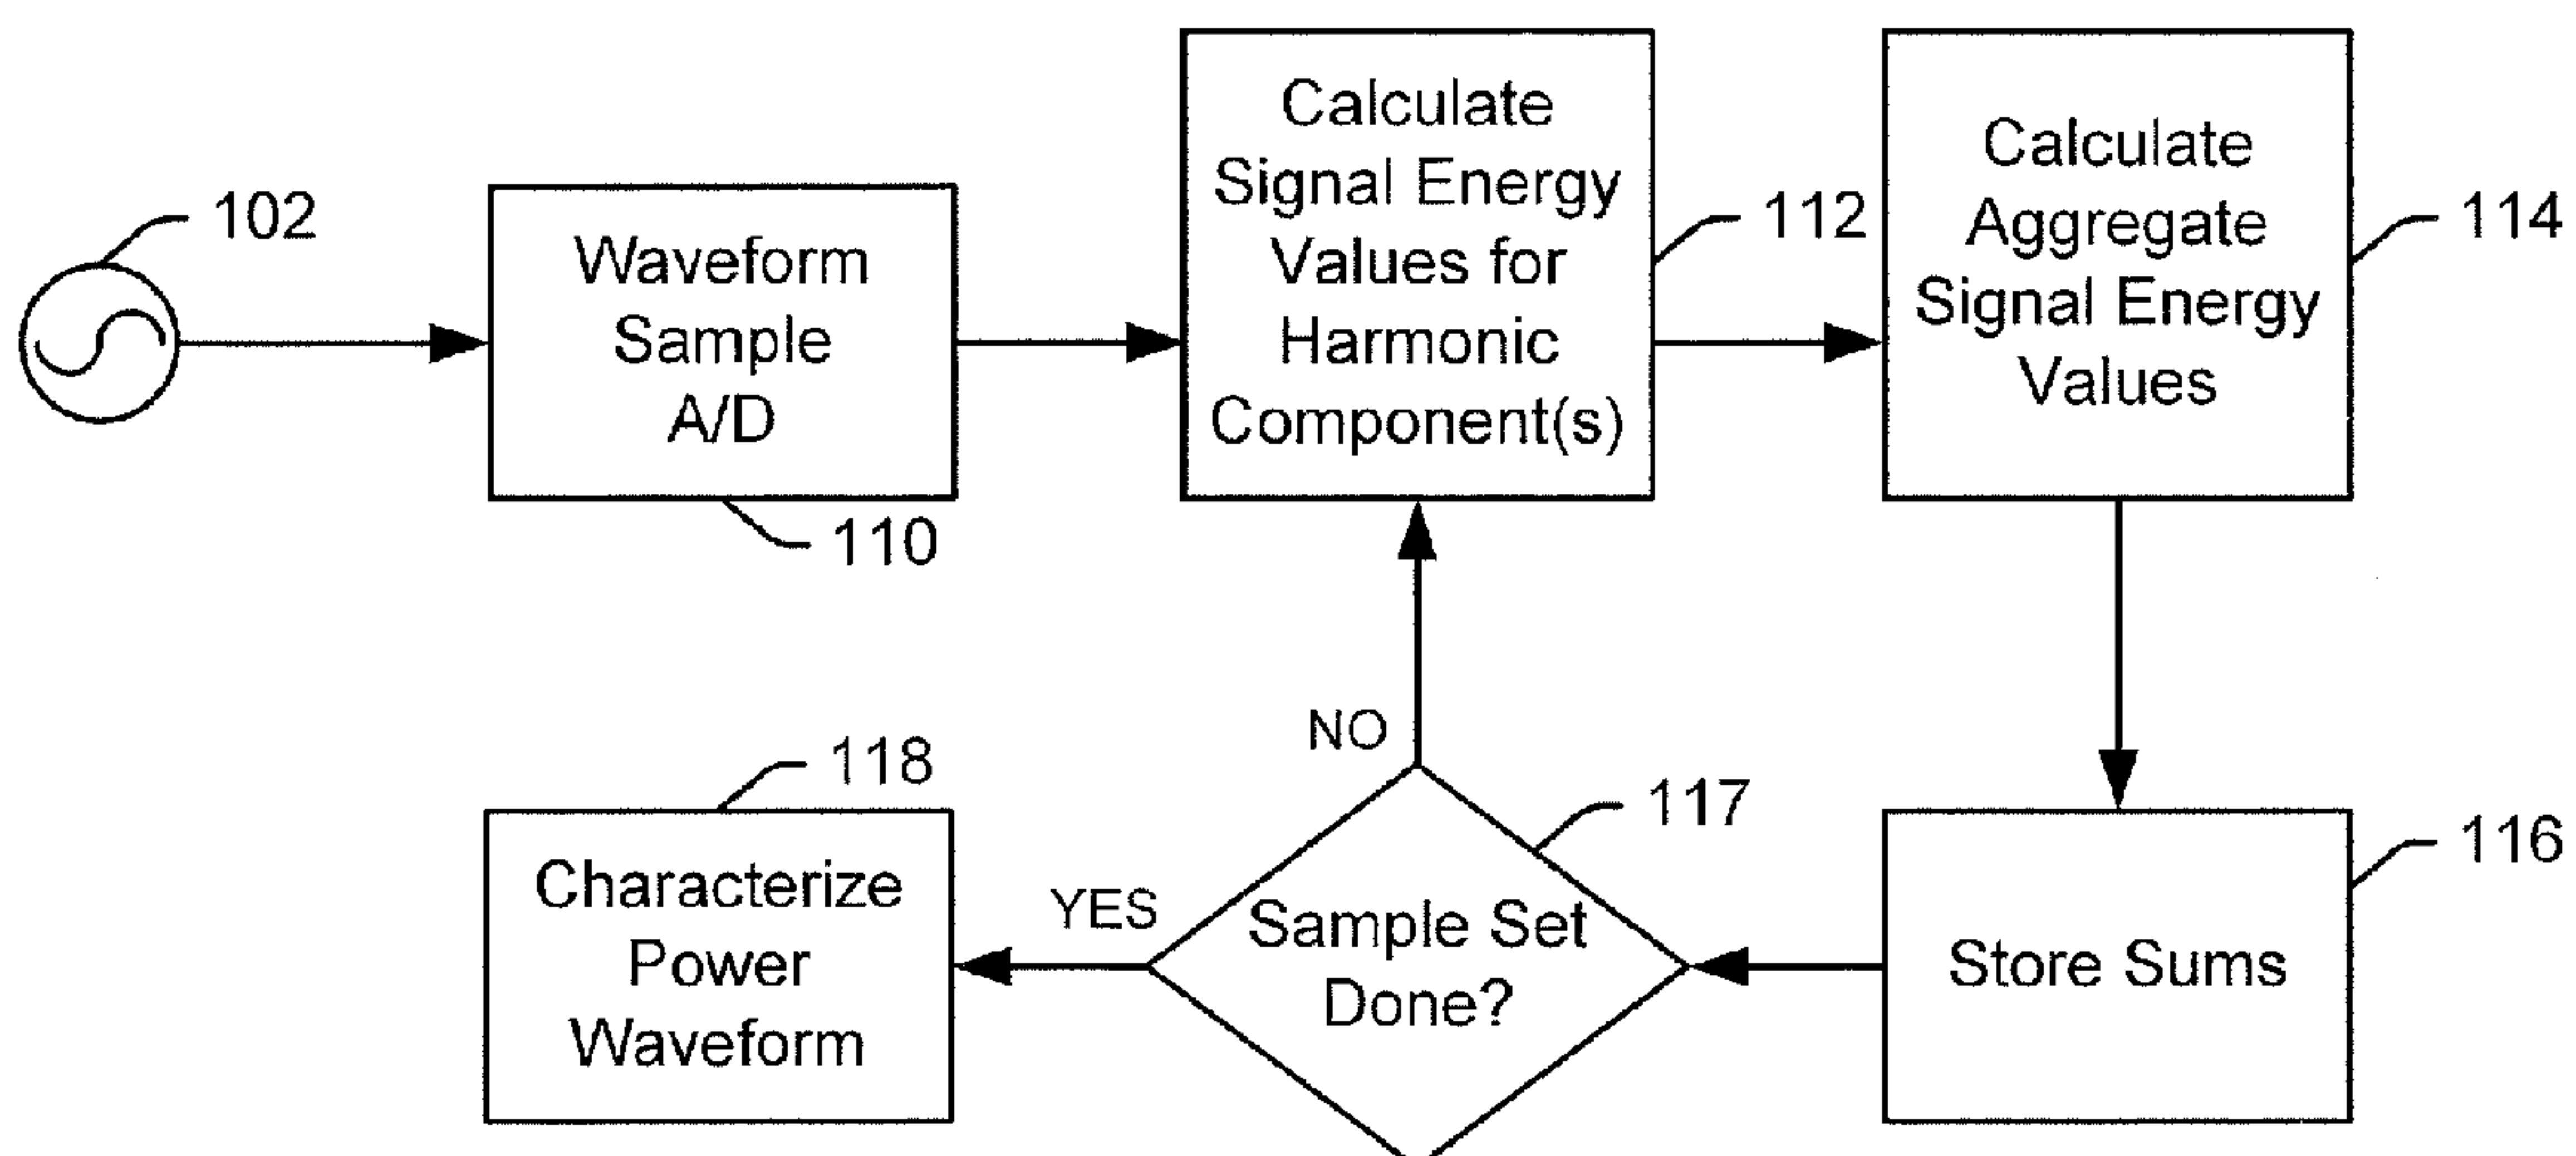 102
Waveform
Sample
A/D
110
Calculate
Signal Energy
Values for
Harmonic
Component(s)
112
Calculate
Aggregate
Signal Energy
Values
114
116
Store Sums
117
Sample Set
Done?
NO
YES
118
Characterize
Power
Waveform